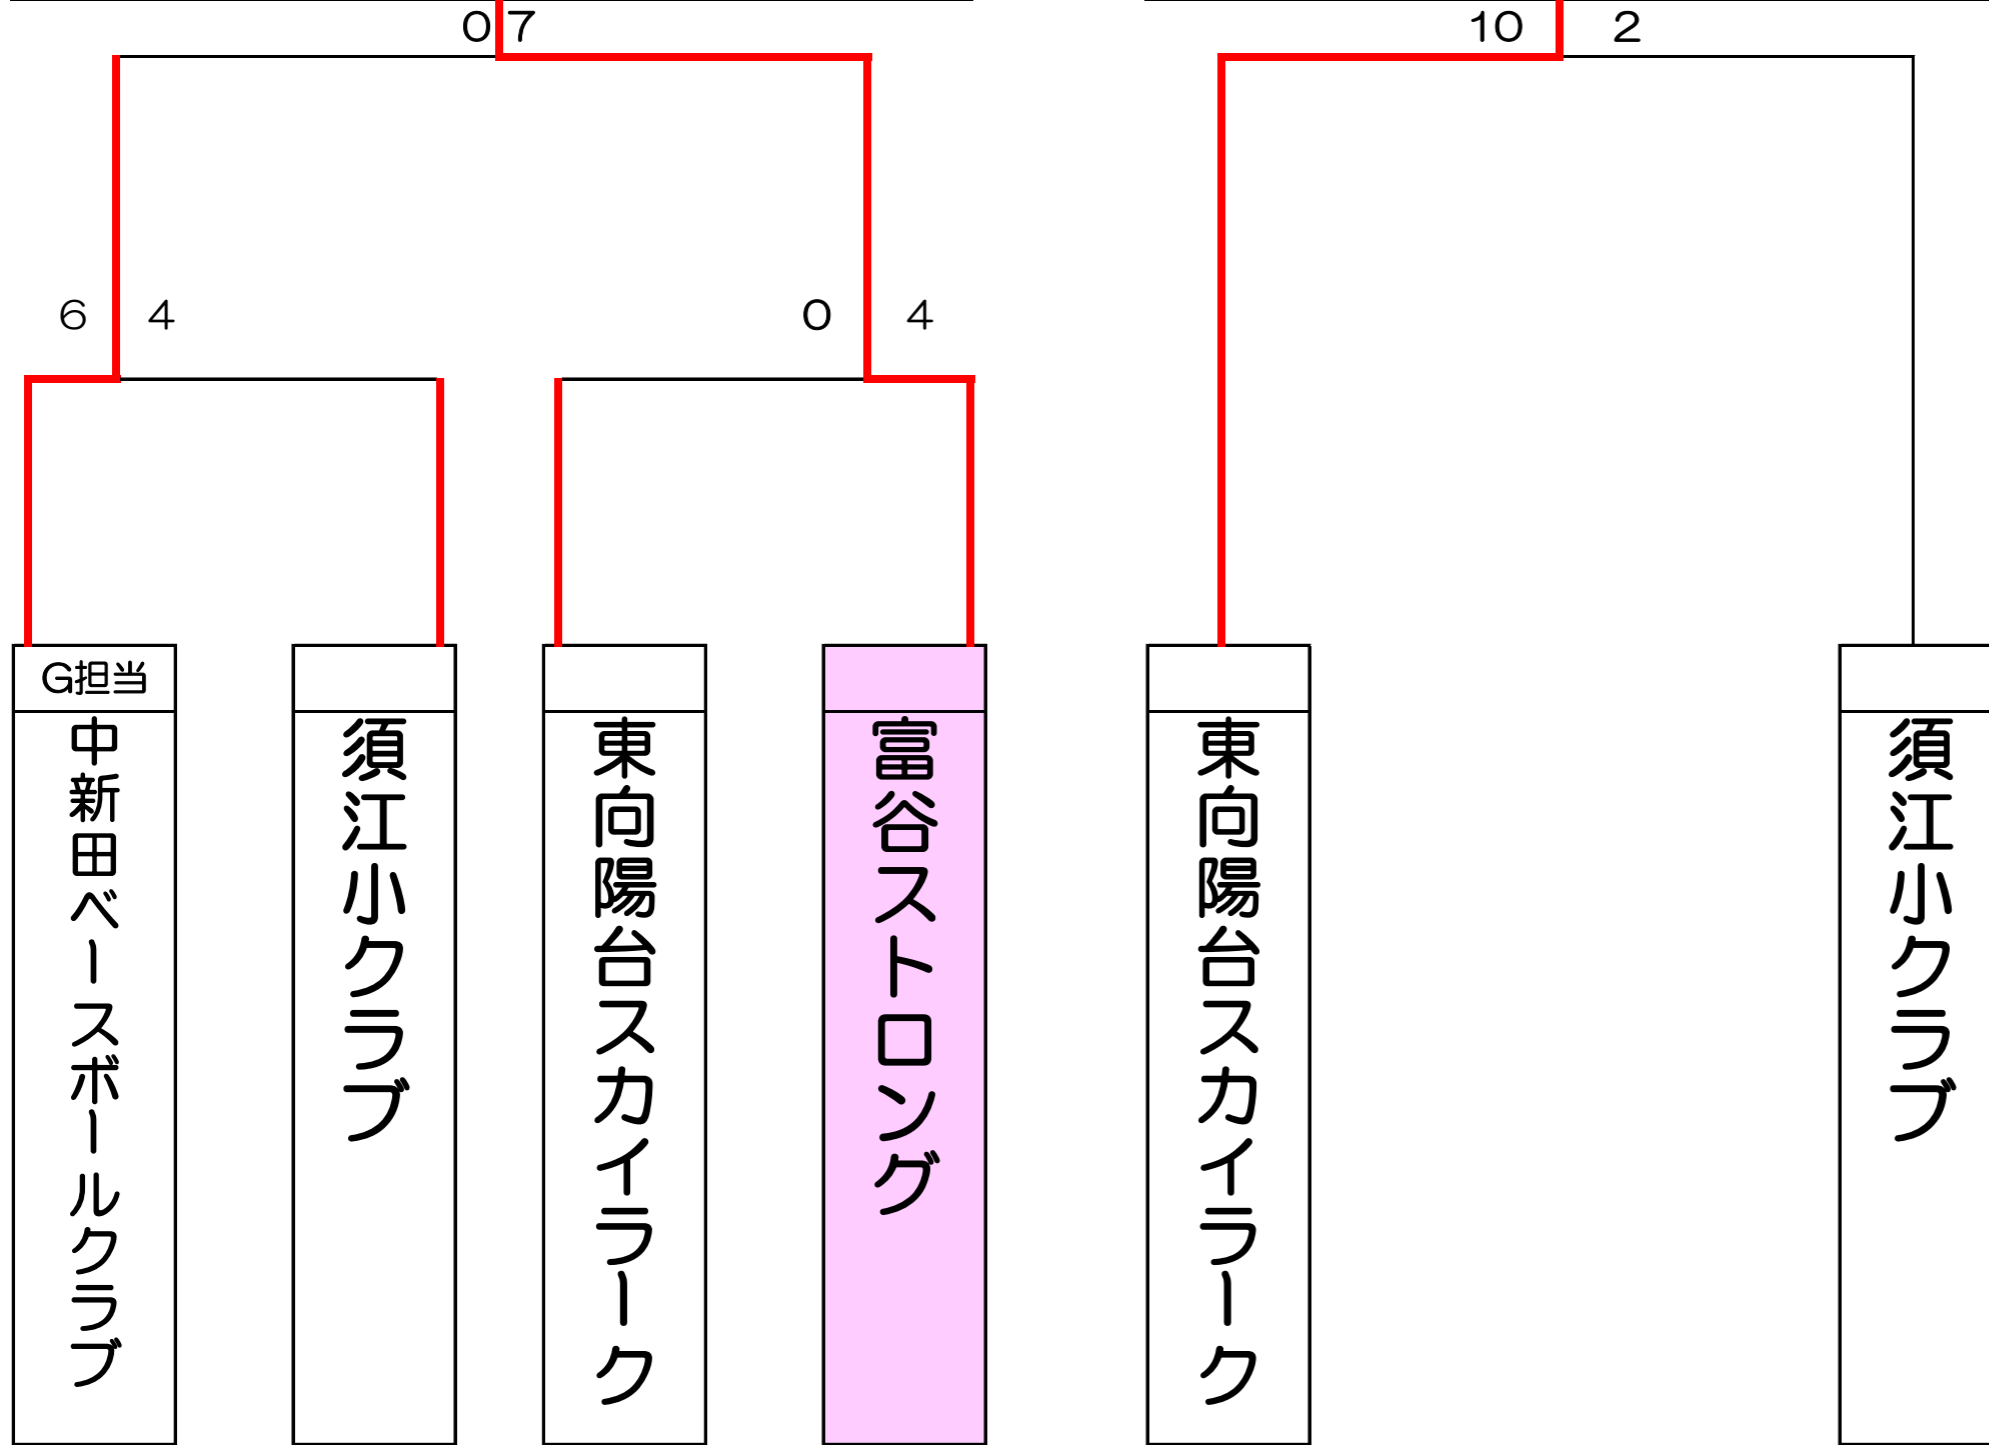 0 7
10 2
6 4
0 4
G担当
中新田ベースボールクラブ
須江小クラブ
東向陽台スカイラーク
富谷ストロング
東向陽台スカイラーク
須江小クラブ